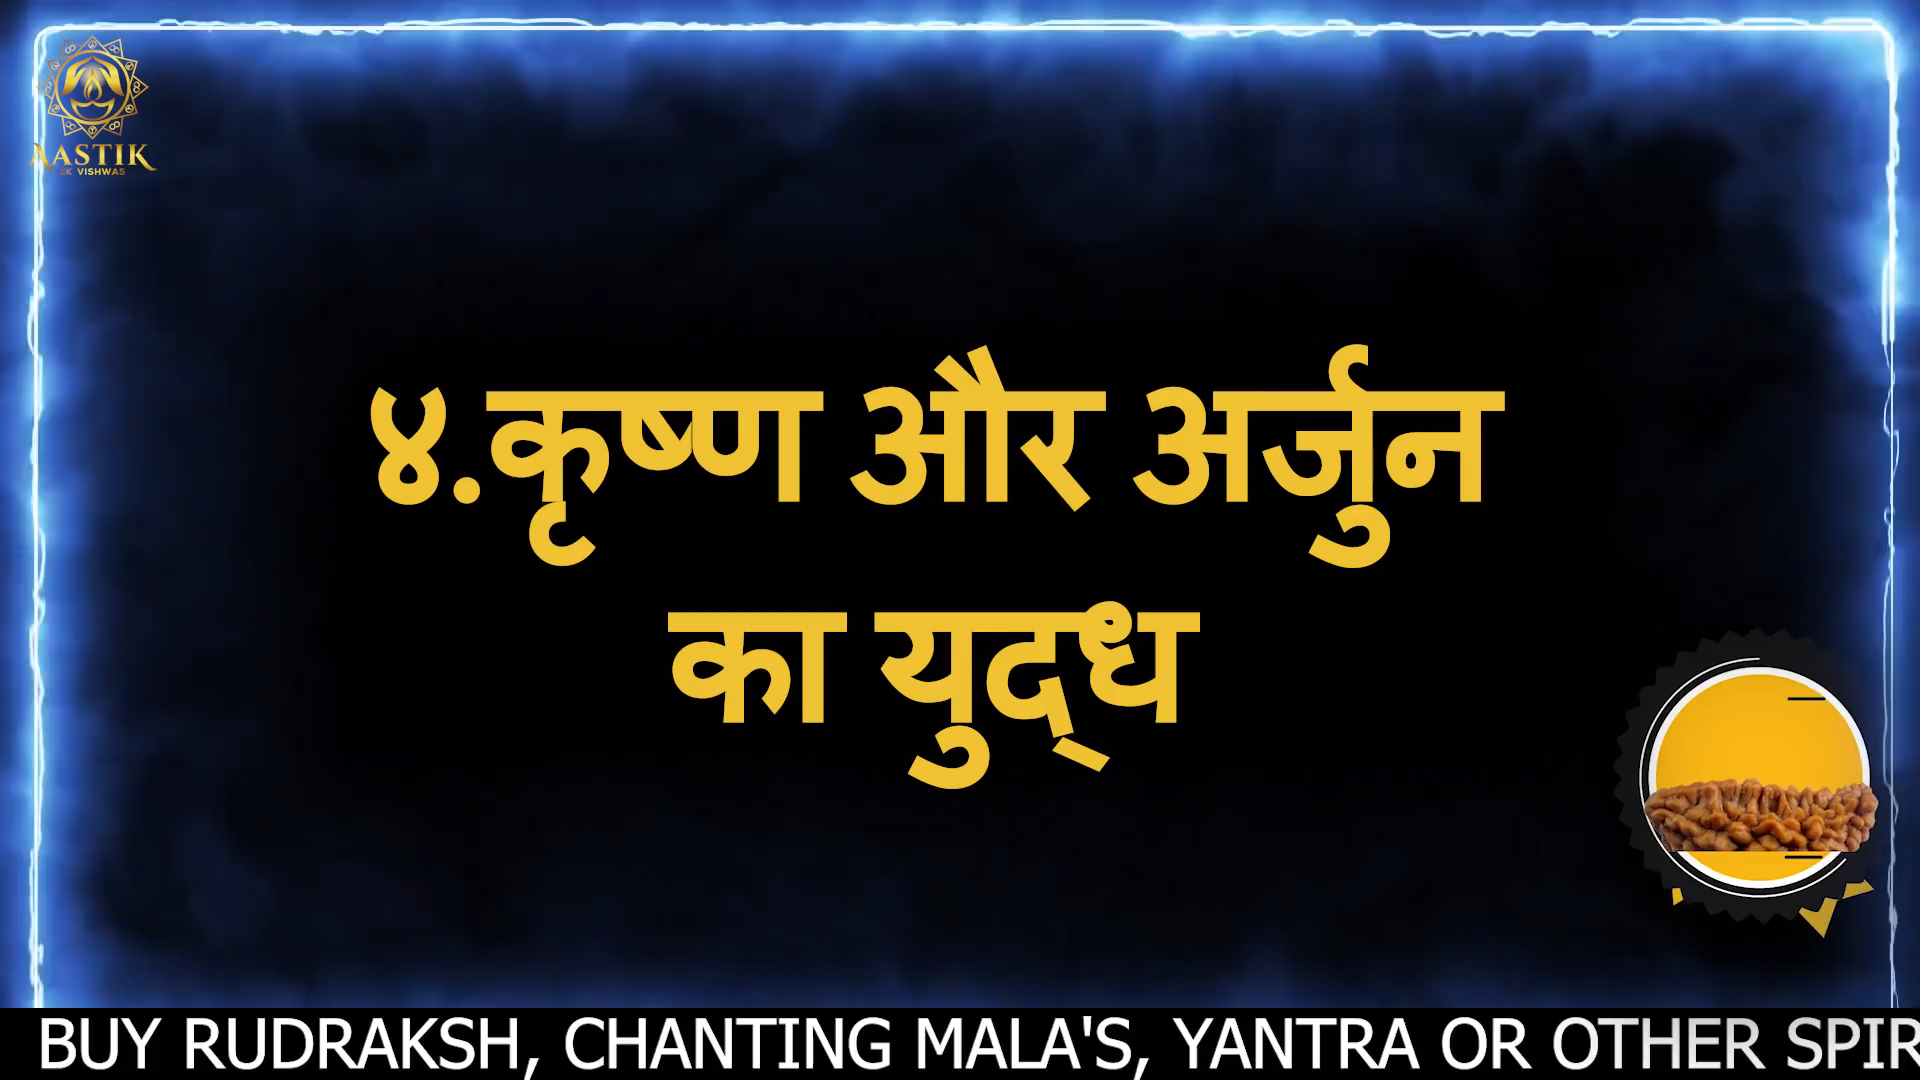 AASTIK
EK VISHWAS
४.कृष्ण और अर्जुन
का युद्ध
BUY RUDRAKSH, CHANTING MALA'S, YANTRA OR OTHER SPIR